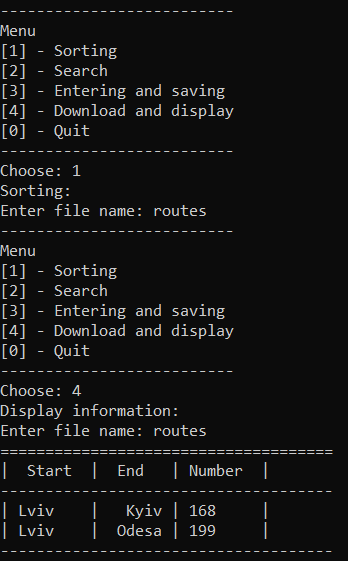 --------------------------
Menu
[1] - Sorting
[2] - Search
[3] - Entering and saving
[4] - Download and display
[0] - Quit
--------------------------
Choose: 1
Sorting:
Enter file name: routes
--------------------------
Menu
[1] - Sorting
[2] - Search
[3] - Entering and saving
[4] - Download and display
[0] - Quit
--------------------------
Choose: 4
Display information:
Enter file name: routes
=====================================
|  Start  |  End   | Number  |
-------------------------------------
| Lviv    |   Kyiv | 168     |
| Lviv    |  Odesa | 199     |
-------------------------------------